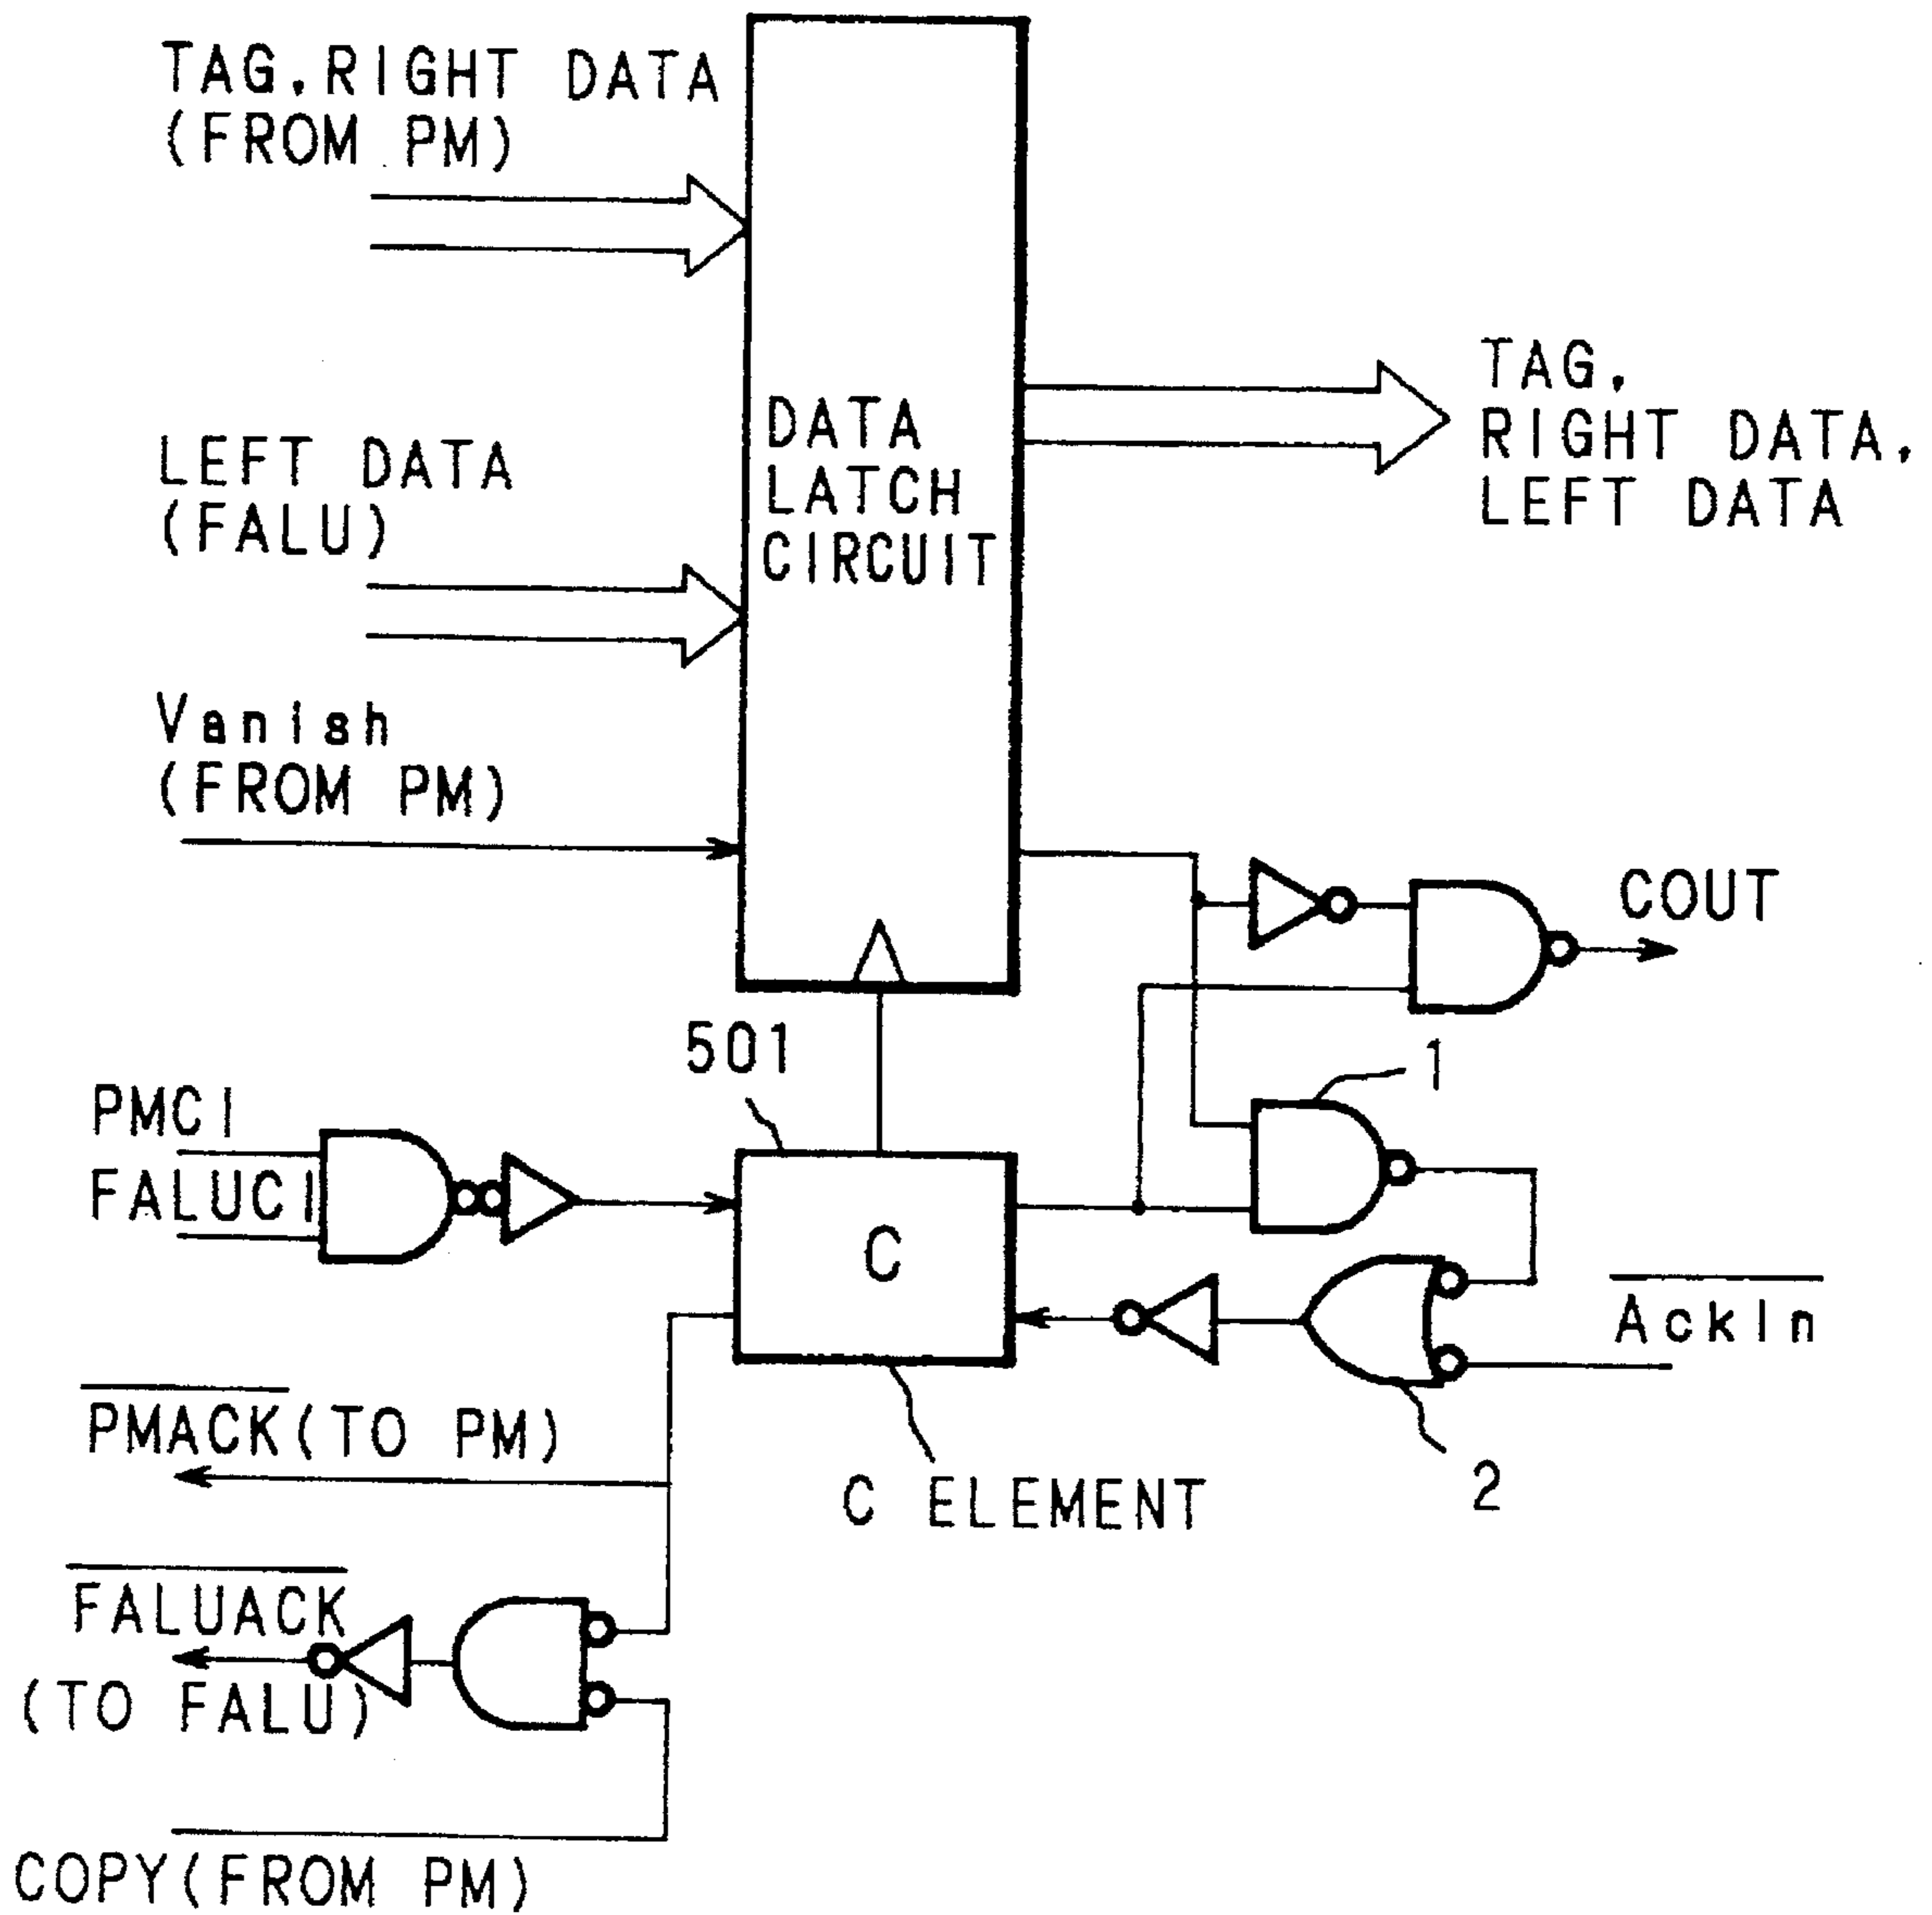 TAG,RIGHT DATA
(FROM PM)
DATA
LATCH
CIRCUIT
TAG,
RIGHT DATA,
LEFT DATA
LEFT DATA
(FALU)
Vanish
(FROM PM)
COUT
501
1
PMCI
FALUCI
C
AckIn
PMACK(TO PM)
C ELEMENT
2
FALUACK
(TO FALU)
COPY(FROM PM)